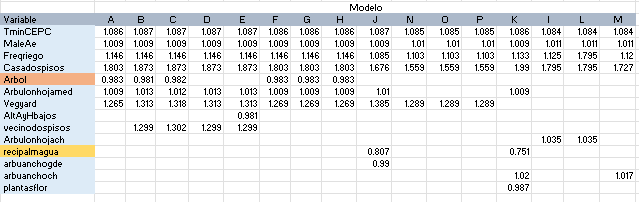 Modelo
Variable A B C D E F G H J N O P K I L M
TminCEPC 1.086 1.087 1.087 1.087 1.087 1.086 1.086 1.086 1.087 1.085 1.085 1.085 1.086 1.084 1.084 1.084
MaleAe 1.009 1.009 1.009 1.009 1.009 1.009 1.009 1.009 1.009 1.01 1.01 1.009 1.009 1.011 1.011 1.011
Freqriego 1.146 1.146 1.146 1.146 1.146 1.146 1.146 1.146 1.085 1.103 1.103 1.103 1.133 1.125 1.795 1.12
Casadospisos 1.803 1.873 1.873 1.873 1.873 1.803 1.803 1.803 1.676 1.559 1.559 1.559 1.99 1.795 1.795 1.727
Arbol 0.983 0.981 0.982 0.983 0.983 0.983
Arbulonhojamed 1.009 1.013 1.012 1.013 1.013 1.009 1.009 1.009 1.01 1.009
Vegyard 1.265 1.313 1.318 1.313 1.313 1.269 1.269 1.269 1.385 1.289 1.289 1.289
AltAyHbajos 0.981
vecinodospisos 1.299 1.302 1.299 1.299
Arbulonhojach 1.035 1.035
recipalmagua 0.807 0.751
arbuanchogde 0.99
arbuanchoch 1.02 1.017
plantasflor 0.987